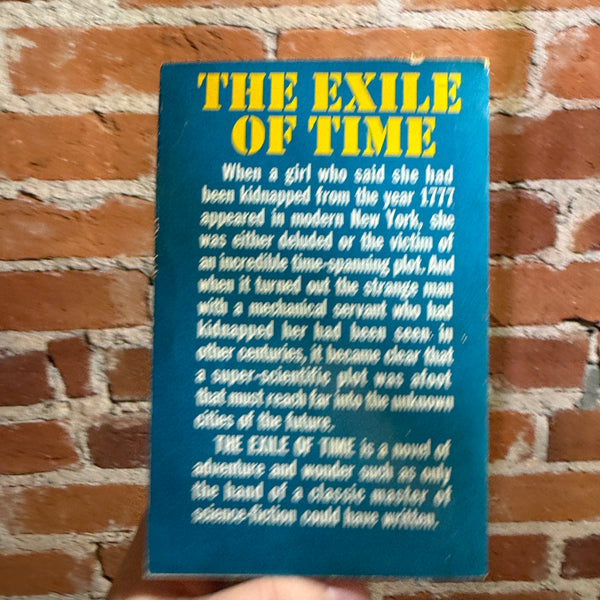 THE EXILE
OF TIME
When a girl who said she had
been kidnapped from the year 1777
appeared in modern New York, she
was either deluded or the victim of
an incredible time-spanning plot. And
when it turned out the strange man
with a mechanical servant who had
kidnapped her had been seen in
other centuries, it became clear that
a super-scientific plot was afoot
that must reach far into the unknown
cities of the future.
THE EXILE OF TIME is a novel of
adventure and wonder such as only
the hand of a classic master of
science-fiction could have written.